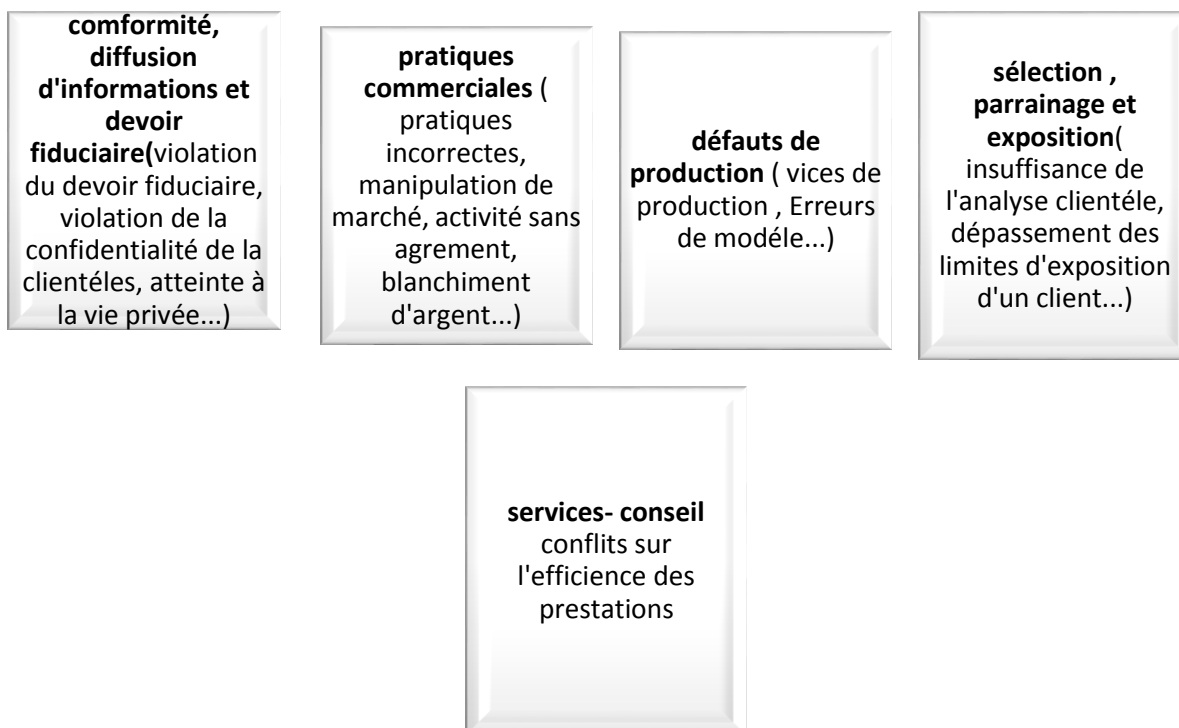 comformité,
diffusion
d'informations et
devoir
fiduciaire(violation
du devoir fiduciaire,
violation de la
confidentialité de la
clientéles, atteinte à
la vie privée...)
pratiques
commerciales (
pratiques
incorrectes,
manipulation de
marché, activité sans
agrement,
blanchiment
d'argent...)
défauts de
production ( vices de
production , Erreurs
de modéle...)
sélection ,
parrainage et
exposition(
insuffisance de
l'analyse clientéle,
dépassement des
limites d'exposition
d'un client...)
services- conseil
conflits sur
l'efficience des
prestations